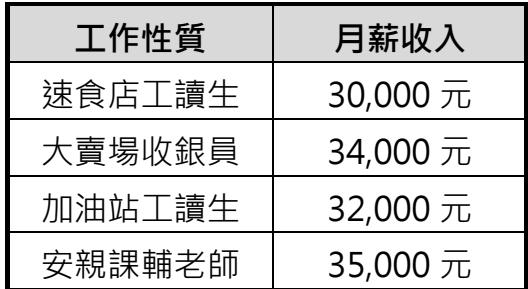 工作性質 月薪收入
速食店工讀生 30,000 元
大賣場收銀員 34,000 元
加油站工讀生 32,000 元
安親課輔老師 35,000 元